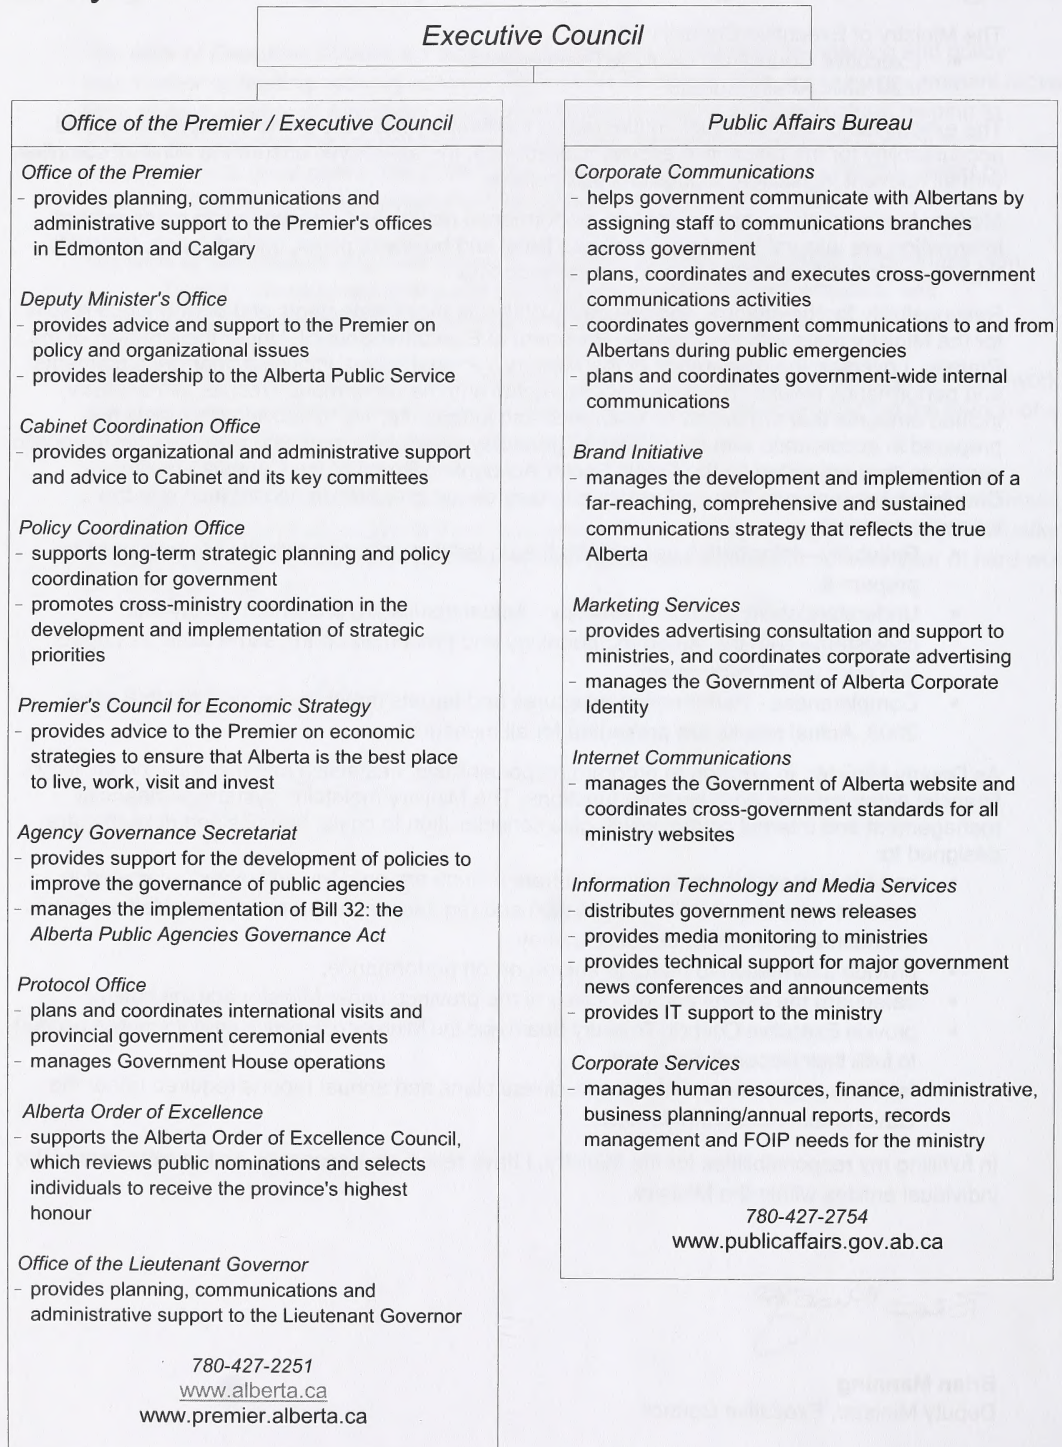 Executive Council
Office of the Premier / Executive Council
Office of the Premier
- provides planning, communications and
administrative support to the Premier's offices
in Edmonton and Calgary
Deputy Minister's Office
- provides advice and support to the Premier on
policy and organizational issues
- provides leadership to the Alberta Public Service
Cabinet Coordination Office
- provides organizational and administrative support
and advice to Cabinet and its key committees
Policy Coordination Office
- supports long-term strategic planning and policy
coordination for government
- promotes cross-ministry coordination in the
development and implementation of strategic
priorities
Premier's Council for Economic Strategy
- provides advice to the Premier on economic
strategies to ensure that Alberta is the best place
to live, work, visit and invest
Agency Governance Secretariat
- provides support for the development of policies to
improve the governance of public agencies
- manages the implementation of Bill 32: the
Alberta Public Agencies Governance Act
Protocol Office
- plans and coordinates international visits and
provincial government ceremonial events
- manages Government House operations
Alberta Order of Excellence
- supports the Alberta Order of Excellence Council,
which reviews public nominations and selects
individuals to receive the province's highest
honour
Office of the Lieutenant Governor
- provides planning, communications and
administrative support to the Lieutenant Governor
780-427-2251
www.alberta.ca
www.premier.alberta.ca
Public Affairs Bureau
Corporate Communications
- helps government communicate with Albertans by
assigning staff to communications branches
across government
- plans, coordinates and executes cross-government
communications activities
- coordinates government communications to and from
Albertans during public emergencies
- plans and coordinates government-wide internal
communications
Brand Initiative
- manages the development and implemention of a
far-reaching, comprehensive and sustained
communications strategy that reflects the true
Alberta
Marketing Services
- provides advertising consultation and support to
ministries, and coordinates corporate advertising
- manages the Government of Alberta Corporate
Identity
Internet Communications
- manages the Government of Alberta website and
coordinates cross-government standards for all
ministry websites
Information Technology and Media Services
- distributes government news releases
- provides media monitoring to ministries
- provides technical support for major government
news conferences and announcements
- provides IT support to the ministry
Corporate Services
- manages human resources, finance, administrative,
business planning/annual reports, records
management and FOIP needs for the ministry
780-427-2754
www.publicaffairs.gov.ab.ca